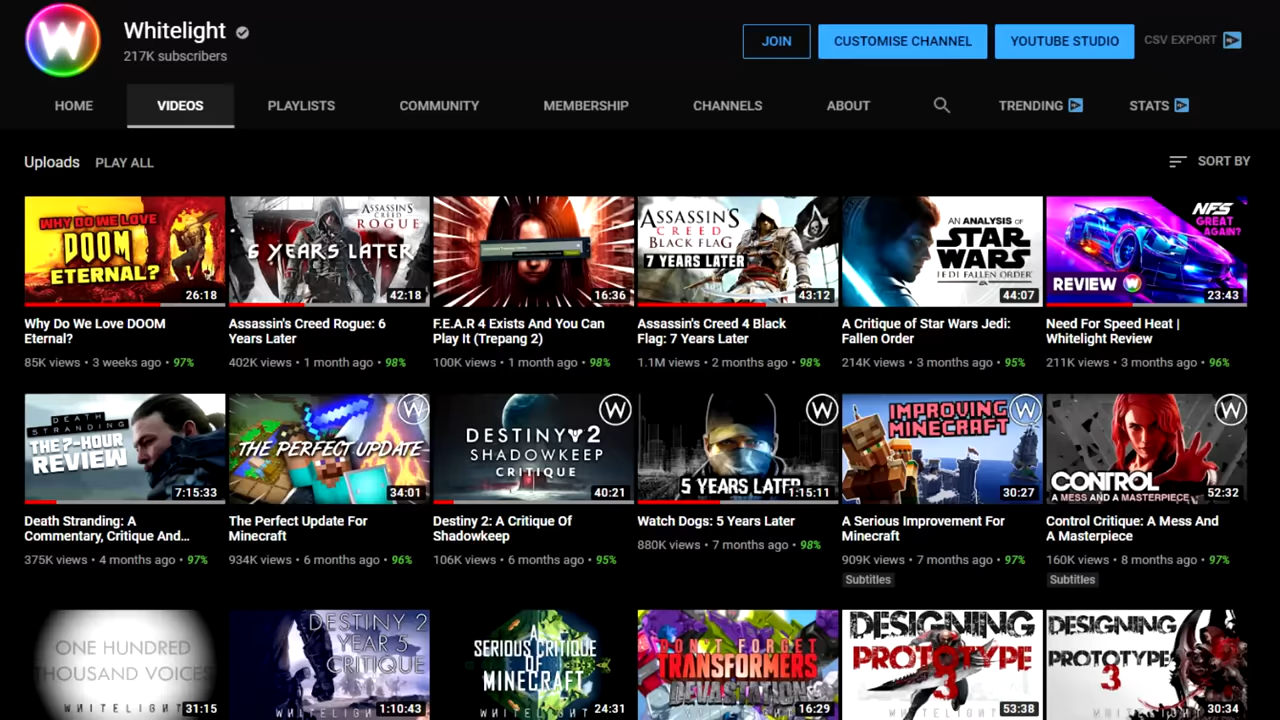 W
Whitelight
217K subscribers
JOIN
CUSTOMISE CHANNEL
YOUTUBE STUDIO
CSV EXPORT
HOME
VIDEOS
PLAYLISTS
COMMUNITY
MEMBERSHIP
CHANNELS
ABOUT
TRENDING
STATS
Uploads
PLAY ALL
SORT BY
WHY DO WE LOVE
DOOM
ETERNAL?
26:18
ASSASSIN'S
CREED
ROGUE
6 YEARS LATER
42:18
16:36
ASSASSIN'S
CREED
BLACK FLAG
7 YEARS LATER
43:12
AN ANALYSIS OF
STAR
WARS
JEDI FALLEN ORDER
44:07
NFS
GREAT
AGAIN?
REVIEW
W
23:43
Why Do We Love DOOM
Eternal?
85K views • 3 weeks ago • 97%
Assassin's Creed Rogue: 6
Years Later
402K views • 1 month ago • 98%
F.E.A.R 4 Exists And You Can
Play It (Trepang 2)
100K views • 1 month ago • 98%
Assassin's Creed 4 Black
Flag: 7 Years Later
1.1M views • 2 months ago • 98%
A Critique of Star Wars Jedi:
Fallen Order
214K views • 3 months ago • 95%
Need For Speed Heat |
Whitelight Review
211K views • 3 months ago • 96%
DEATH
STRANDING
THE 7-HOUR
REVIEW
7:15:33
W
THE PERFECT UPDATE
34:01
W
DESTINY 2
SHADOWKEEP
CRITIQUE
40:21
W
5 YEARS LATER
1:15:11
W
IMPROVING
MINECRAFT
30:27
W
CONTROL
A MESS AND A MASTERPIECE
52:32
Death Stranding: A
Commentary, Critique And...
375K views • 4 months ago • 97%
The Perfect Update For
Minecraft
934K views • 6 months ago • 96%
Destiny 2: A Critique Of
Shadowkeep
106K views • 6 months ago • 95%
Watch Dogs: 5 Years Later
880K views • 7 months ago • 98%
A Serious Improvement For
Minecraft
909K views • 7 months ago • 97%
Subtitles
Control Critique: A Mess And
A Masterpiece
160K views • 8 months ago • 97%
Subtitles
ONE HUNDRED
THOUSAND VOICES
WHITELIGHT
31:15
DESTINY 2
YEAR 5
CRITIQUE
WHITELIGHT
1:10:43
A
SERIOUS CRITIQUE
OF
MINECRAFT
WHITELIGHT
24:31
DON'T FORGET
TRANSFORMERS
DEVASTATION
WHITELIGHT
16:29
DESIGNING
PROTOTYPE
3
WHITELIGHT
53:38
DESIGNING
PROTOTYPE
3
WHITELIGHT
30:34